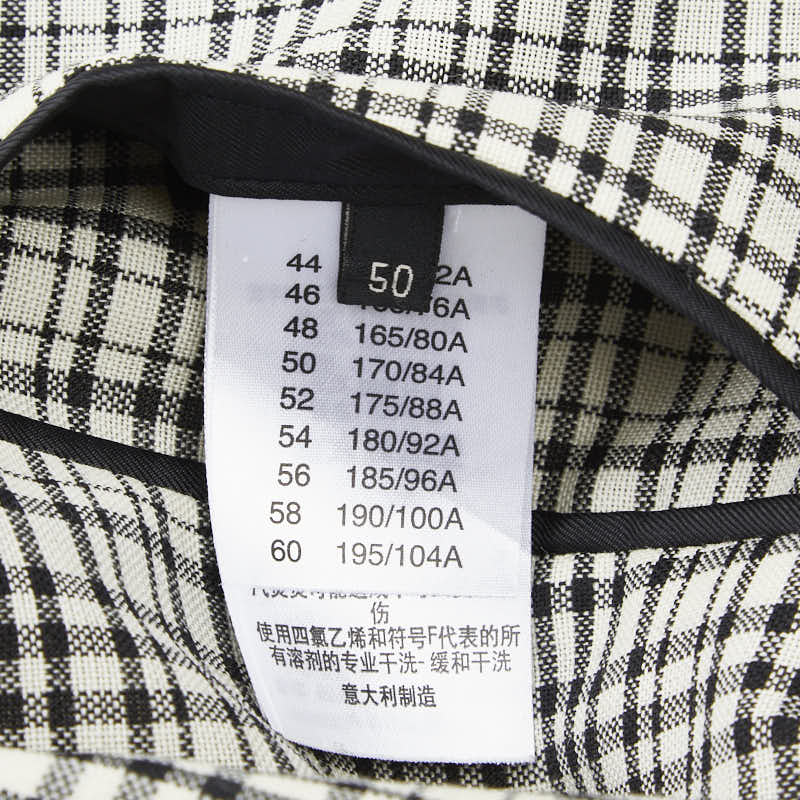 50
44 2A
46 76A
48 165/80A
50 170/84A
52 175/88A
54 180/92A
56 185/96A
58 190/100A
60 195/104A
伤
使用四氯乙烯和符号F代表的所
有溶剂的专业干洗-缓和干洗
意大利制造